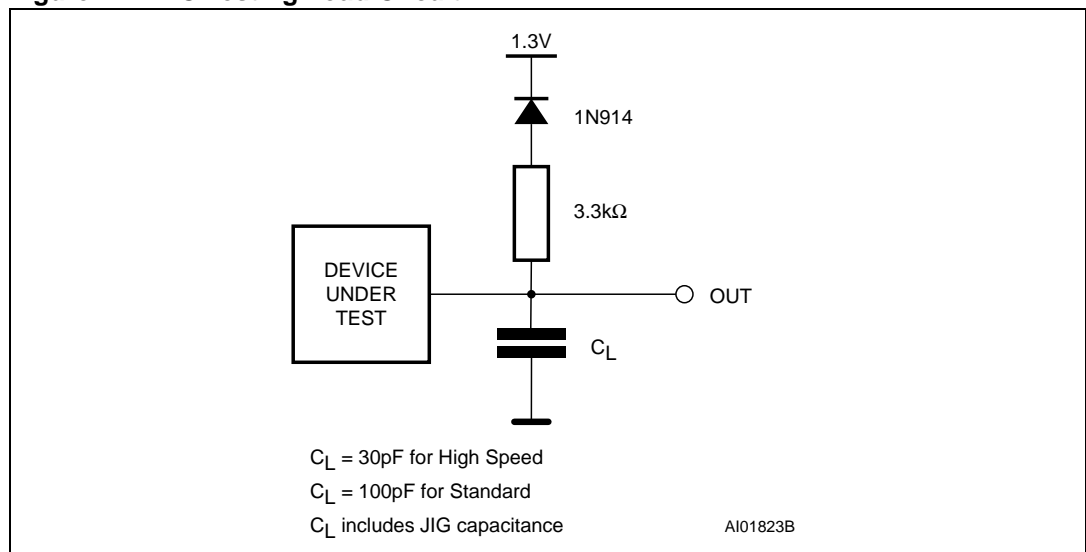 1.3V
1N914
3.3kΩ
DEVICE
UNDER
TEST
OUT
CL
CL = 30pF for High Speed
CL = 100pF for Standard
CL includes JIG capacitance
AI01823B